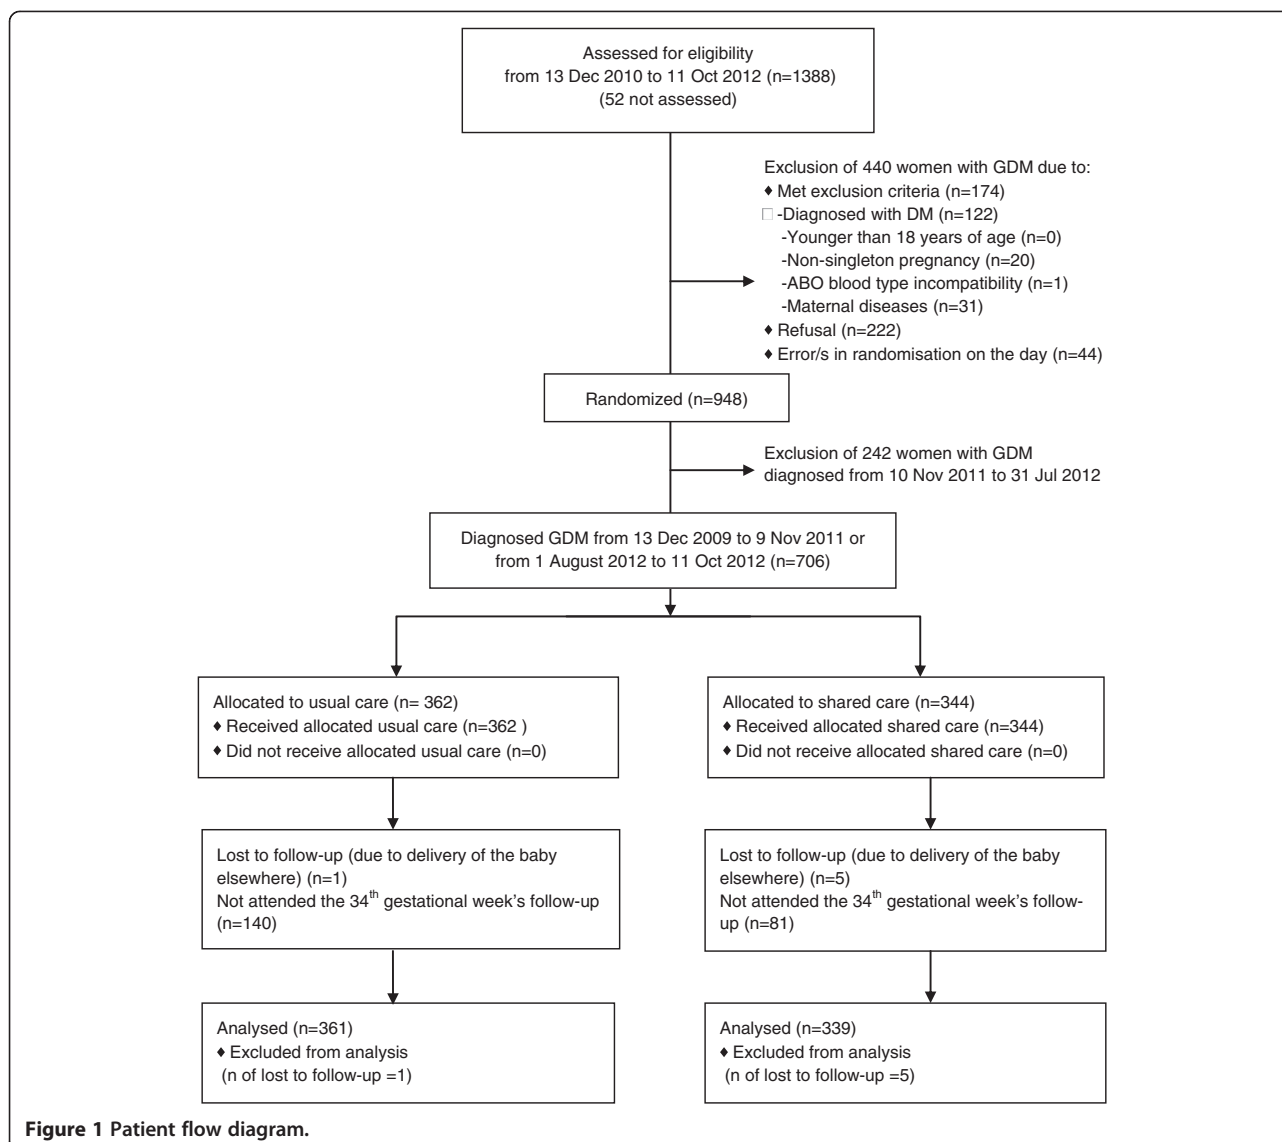 Assessed for eligibility
from 13 Dec 2010 to 11 Oct 2012 (n=1388)
(52 not assessed)
Exclusion of 440 women with GDM due to:
♦ Met exclusion criteria (n=174)
□ -Diagnosed with DM (n=122)
-Younger than 18 years of age (n=0)
-Non-singleton pregnancy (n=20)
-ABO blood type incompatibility (n=1)
-Maternal diseases (n=31)
♦ Refusal (n=222)
♦ Error/s in randomisation on the day (n=44)
Randomized (n=948)
Exclusion of 242 women with GDM
diagnosed from 10 Nov 2011 to 31 Jul 2012
Diagnosed GDM from 13 Dec 2009 to 9 Nov 2011 or
from 1 August 2012 to 11 Oct 2012 (n=706)
Allocated to usual care (n= 362)
♦ Received allocated usual care (n=362 )
♦ Did not receive allocated usual care (n=0)
Allocated to shared care (n=344)
♦ Received allocated shared care (n=344)
♦ Did not receive allocated shared care (n=0)
Lost to follow-up (due to delivery of the baby
elsewhere) (n=1)
Not attended the 34th gestational week's follow-up
(n=140)
Lost to follow-up (due to delivery of the baby
elsewhere) (n=5)
Not attended the 34th gestational week's follow-
up (n=81)
Analysed (n=361)
♦ Excluded from analysis
(n of lost to follow-up =1)
Analysed (n=339)
♦ Excluded from analysis
(n of lost to follow-up =5)
Figure 1 Patient flow diagram.